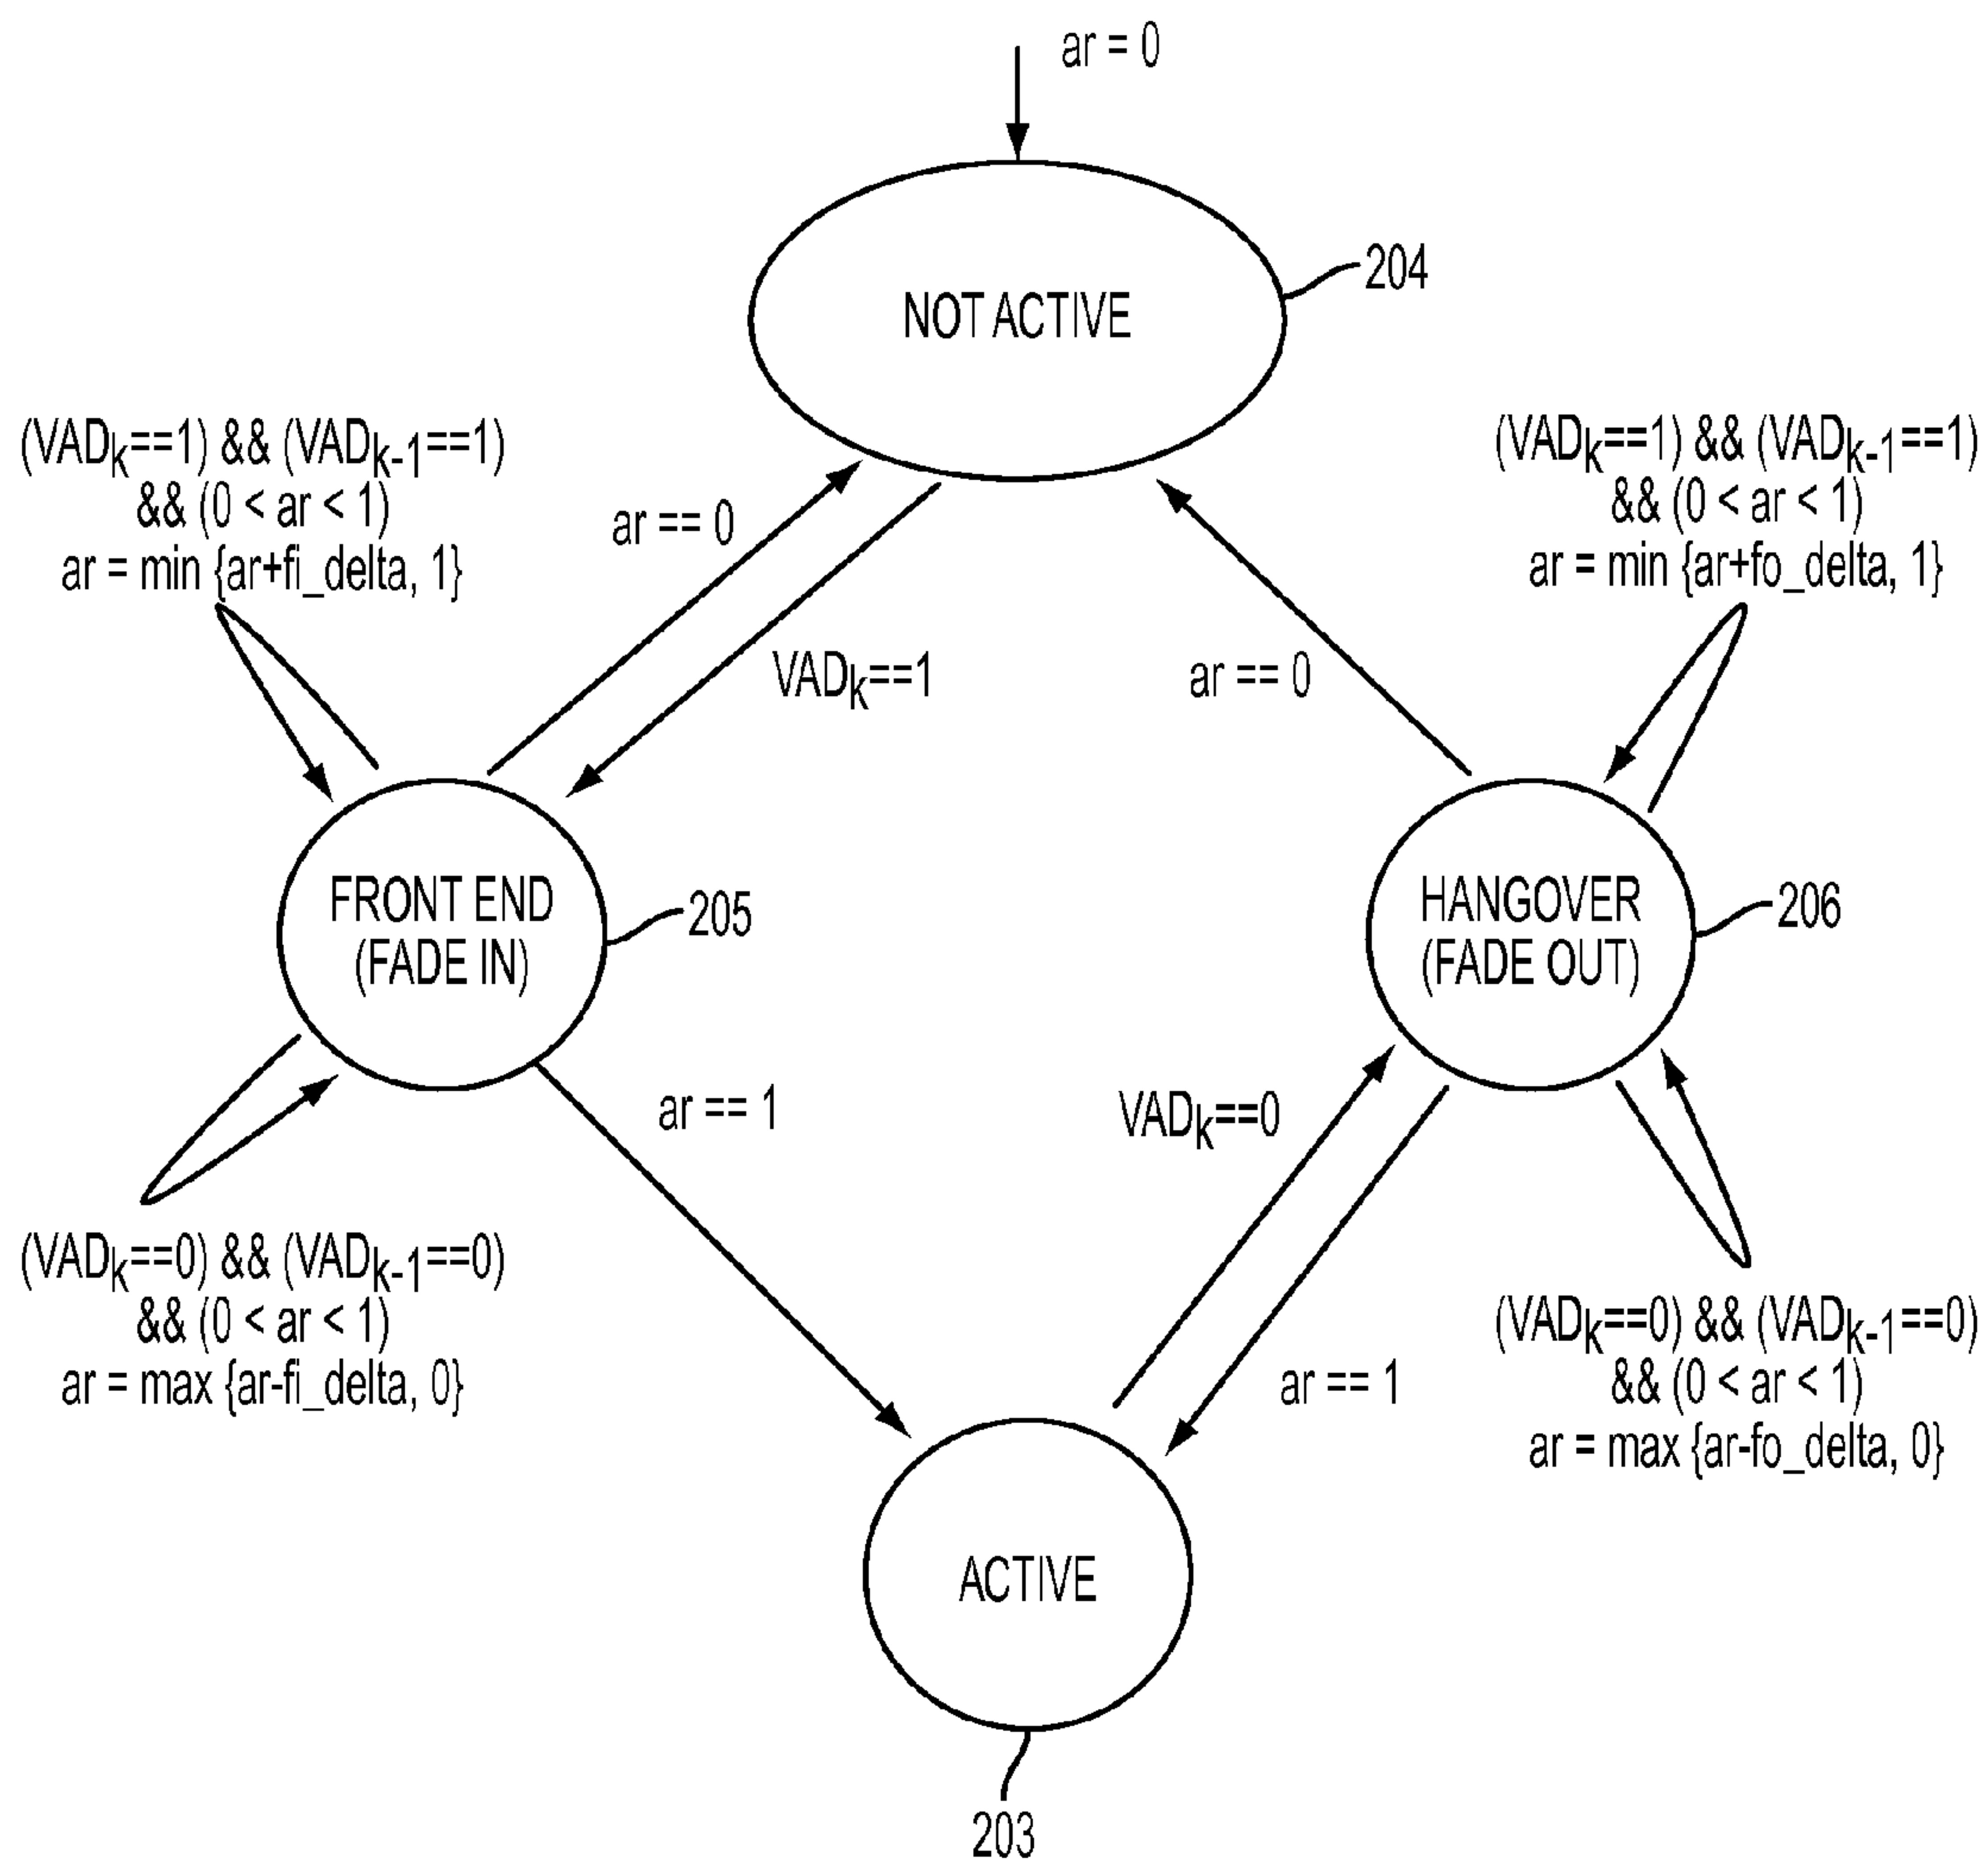 ar = 0
204
NOT ACTIVE
(VADk==1) && (VADk-1==1)
&& (0 < ar < 1)
ar = min {ar+fi_delta, 1}
(VADk==1) && (VADk-1==1)
&& (0 < ar < 1)
ar = min {ar+fo_delta, 1}
ar == 0
VADk==1
ar == 0
FRONT END
(FADE IN)
205
HANGOVER
(FADE OUT)
206
ar == 1
VADk==0
(VADk==0) && (VADk-1==0)
&& (0 < ar < 1)
ar = max {ar-fi_delta, 0}
ar == 1
(VADk==0) && (VADk-1==0)
&& (0 < ar < 1)
ar = max {ar-fo_delta, 0}
ACTIVE
203